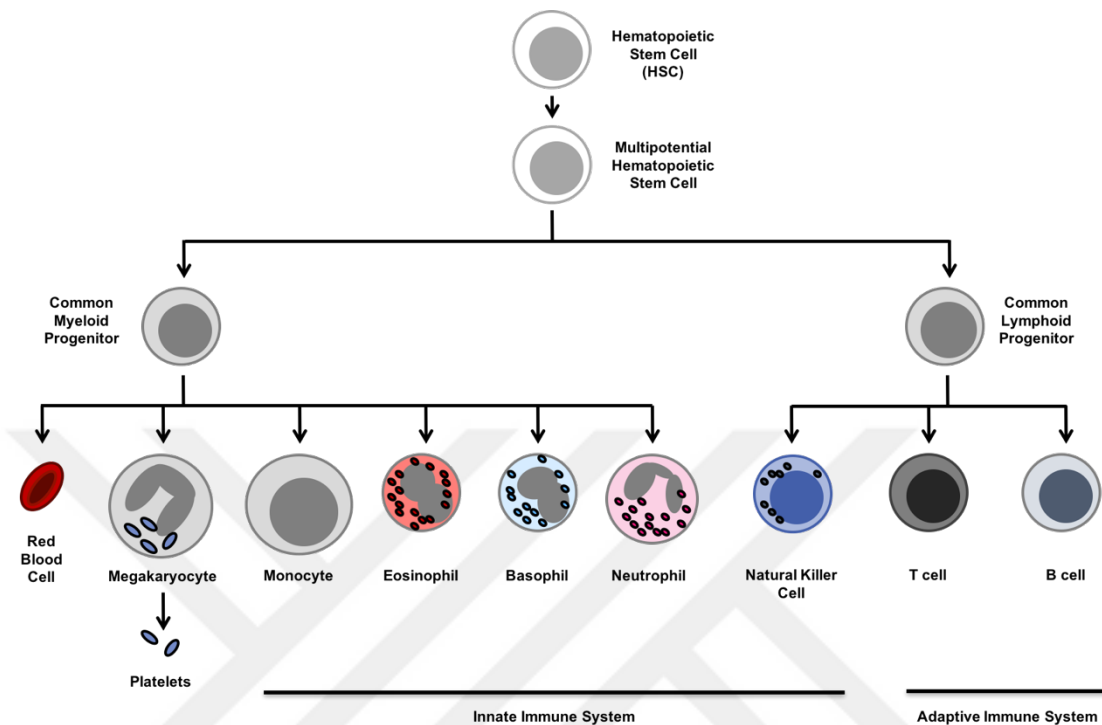 Hematopoietic
Stem Cell
(HSC)
Multipotential
Hematopoietic
Stem Cell
Common
Myeloid
Progenitor
Common
Lymphoid
Progenitor
Red
Blood
Cell
Megakaryocyte
Monocyte
Eosinophil
Basophil
Neutrophil
Natural Killer
Cell
T cell
B cell
Platelets
Innate Immune System
Adaptive Immune System